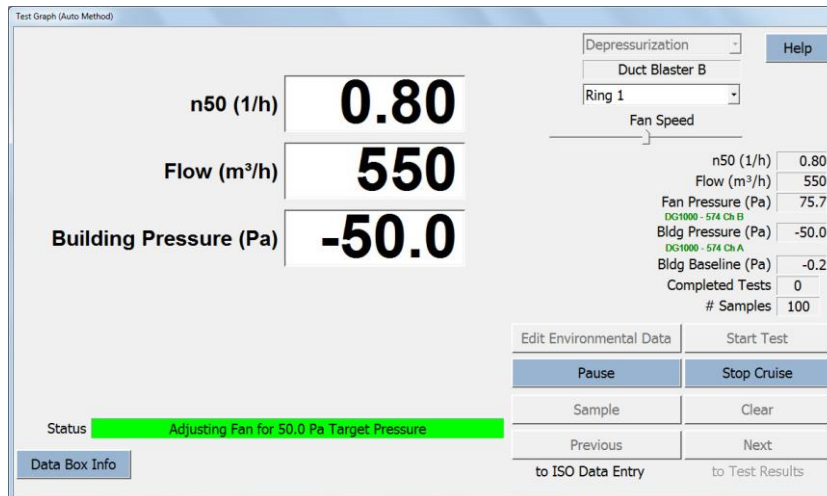 Test Graph (Auto Method)
Depressurization
Help
Duct Blaster B
n50 (1/h) 0.80
Ring 1
Fan Speed
Flow (m³/h) 550
n50 (1/h) 0.80
Flow (m³/h) 550
Fan Pressure (Pa) 75.7
DG1000 - 574 Ch B
Building Pressure (Pa) -50.0
Bldg Pressure (Pa) -50.0
DG1000 - 574 Ch A
Bldg Baseline (Pa) -0.2
Completed Tests 0
# Samples 100
Edit Environmental Data Start Test
Pause Stop Cruise
Sample Clear
Status Adjusting Fan for 50.0 Pa Target Pressure
Previous Next
Data Box Info
to ISO Data Entry to Test Results